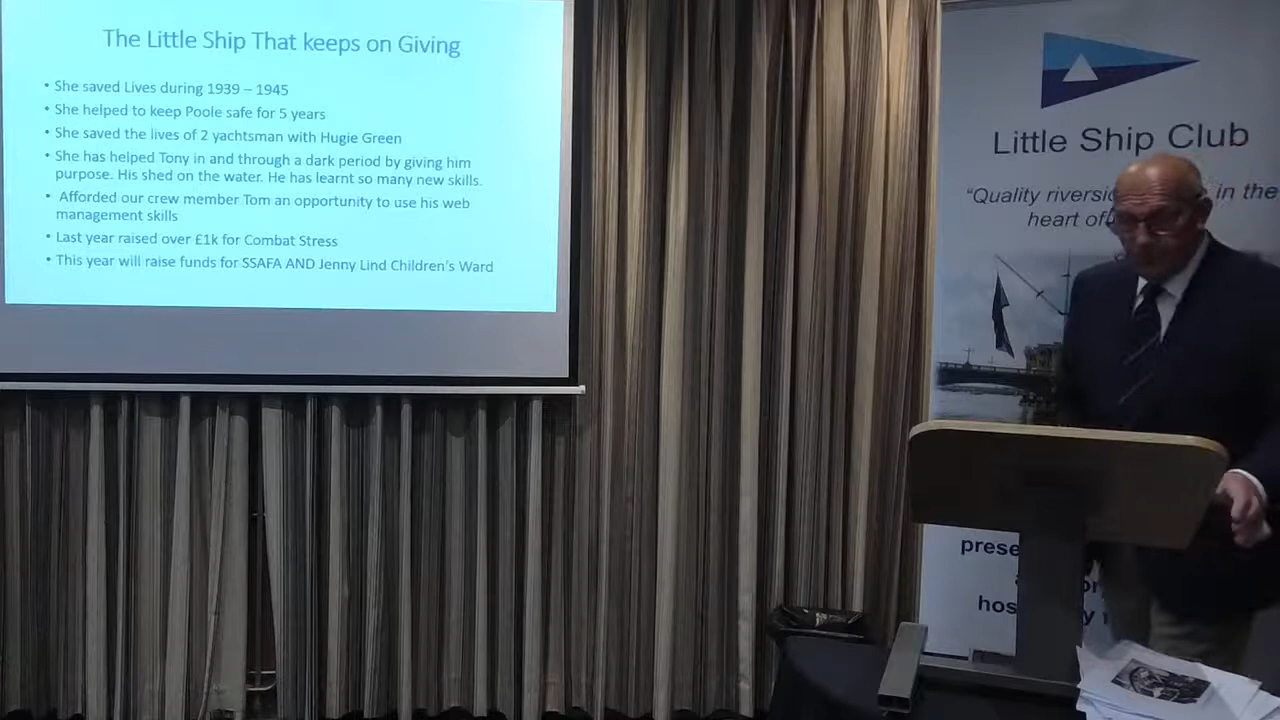 The Little Ship That keeps on Giving
• She saved Lives during 1939 – 1945
• She helped to keep Poole safe for 5 years
• She saved the lives of 2 yachtsman with Hugie Green
• She has helped Tony in and through a dark period by giving him
purpose. His shed on the water. He has learnt so many new skills.
• Afforded our crew member Tom an opportunity to use his web
management skills
• Last year raised over £1k for Combat Stress
• This year will raise funds for SSAFA AND Jenny Lind Children's Ward
Little Ship Club
"Quality in the
heart